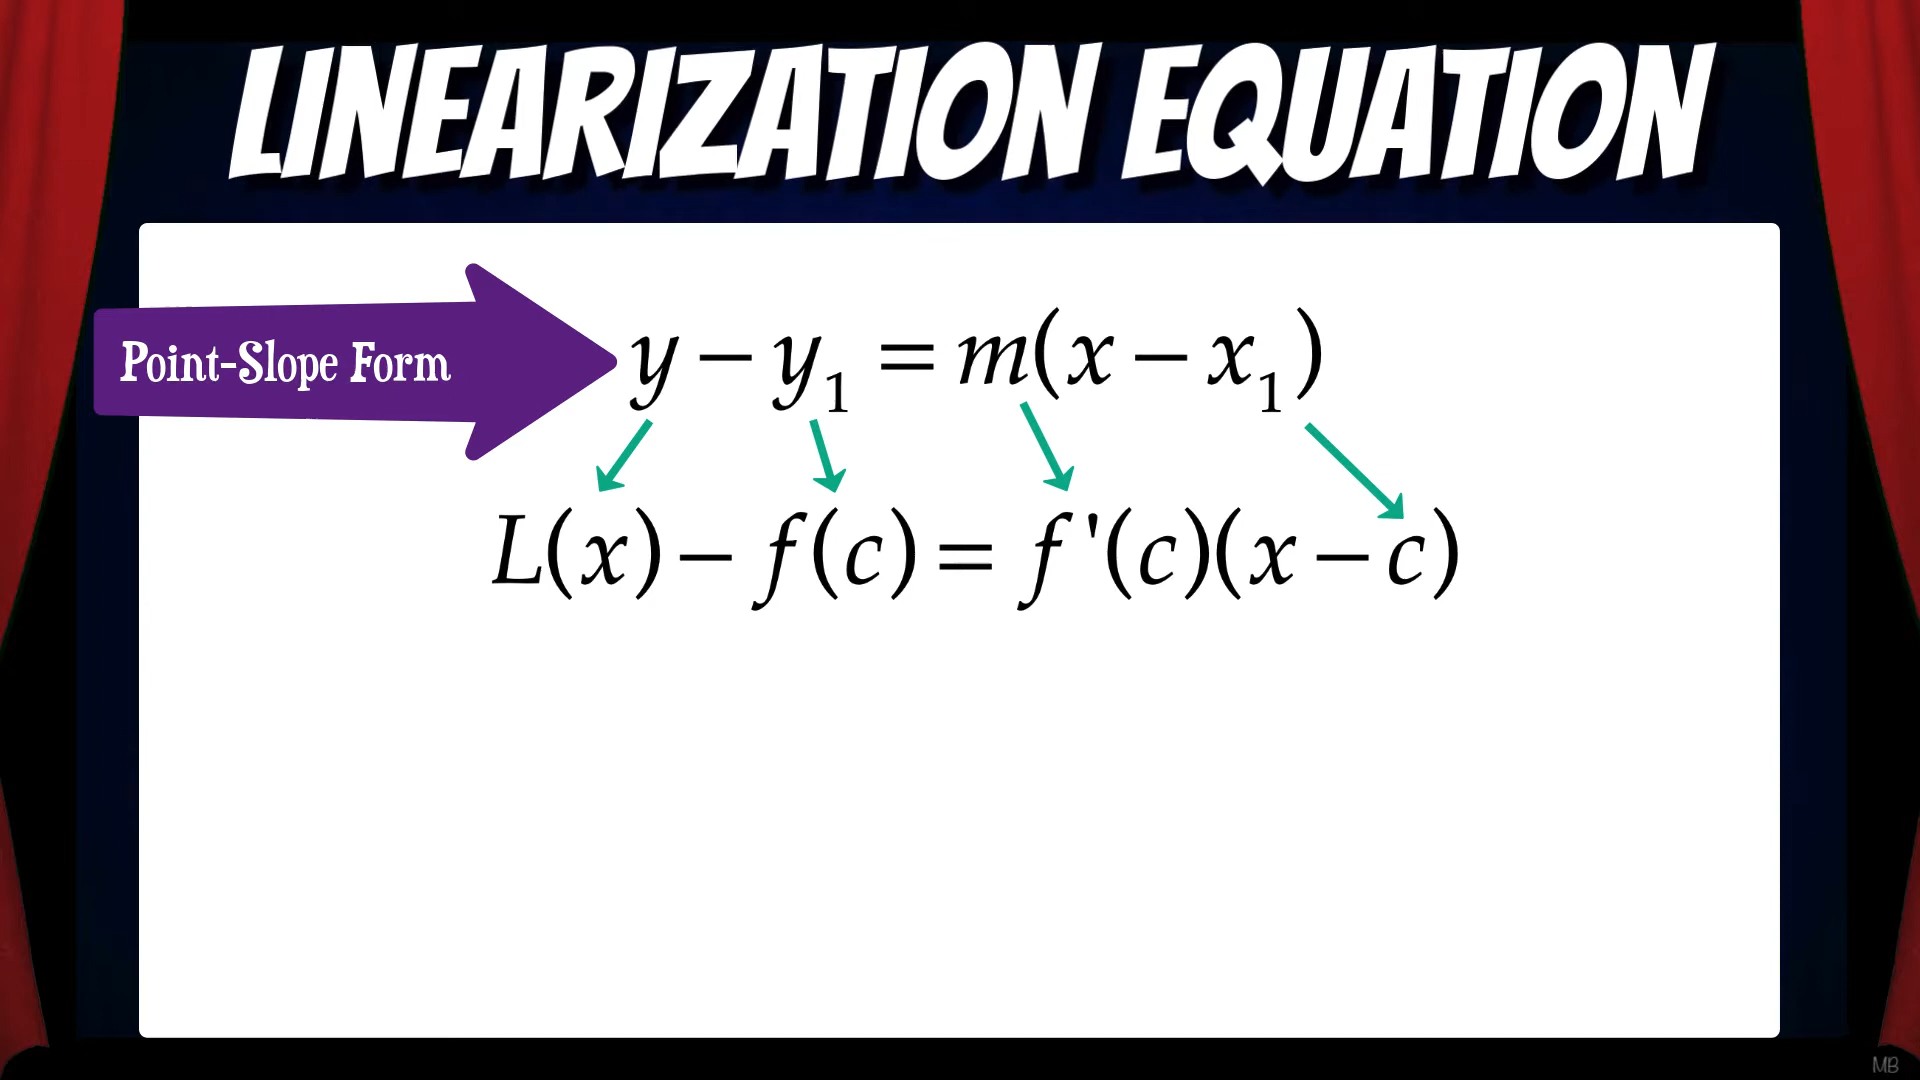 LINEARIZATION EQUATION
Point-Slope Form
y − y₁ = m(x − x₁)
L(x) − f(c) = f'(c)(x − c)
MB